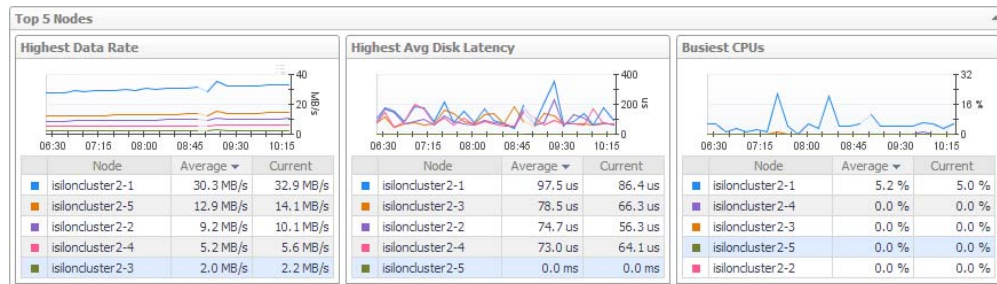 Top 5 Nodes
Highest Data Rate
40
20
0
MB/s
06:30 07:15 08:00 08:45 09:30 10:15
Node Average Current
isiloncluster2-1 30.3 MB/s 32.9 MB/s
isiloncluster2-5 12.9 MB/s 14.1 MB/s
isiloncluster2-2 9.2 MB/s 10.1 MB/s
isiloncluster2-4 5.2 MB/s 5.6 MB/s
isiloncluster2-3 2.0 MB/s 2.2 MB/s
Highest Avg Disk Latency
400
200
0
us
06:30 07:15 08:00 08:45 09:30 10:15
Node Average Current
isiloncluster2-1 97.5 us 86.4 us
isiloncluster2-3 78.5 us 66.3 us
isiloncluster2-2 74.7 us 56.3 us
isiloncluster2-4 73.0 us 64.1 us
isiloncluster2-5 0.0 ms 0.0 ms
Busiest CPUs
32
16
0
%
06:30 07:15 08:00 08:45 09:30 10:15
Node Average Current
isiloncluster2-1 5.2 % 5.0 %
isiloncluster2-4 0.0 % 0.0 %
isiloncluster2-3 0.0 % 0.0 %
isiloncluster2-5 0.0 % 0.0 %
isiloncluster2-2 0.0 % 0.0 %